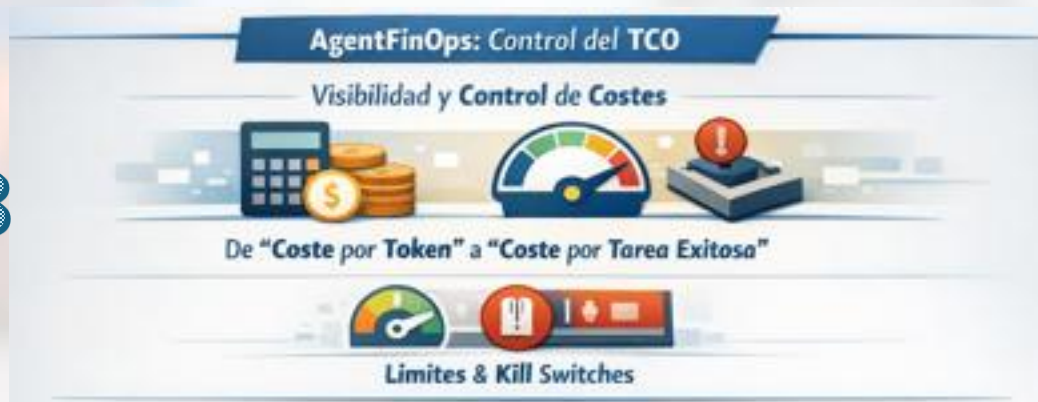 AgentFinOps: Control del TCO
Visibilidad y Control de Costes
De "Coste por Token" a "Coste por Tarea Exitosa"
Limites & Kill Switches